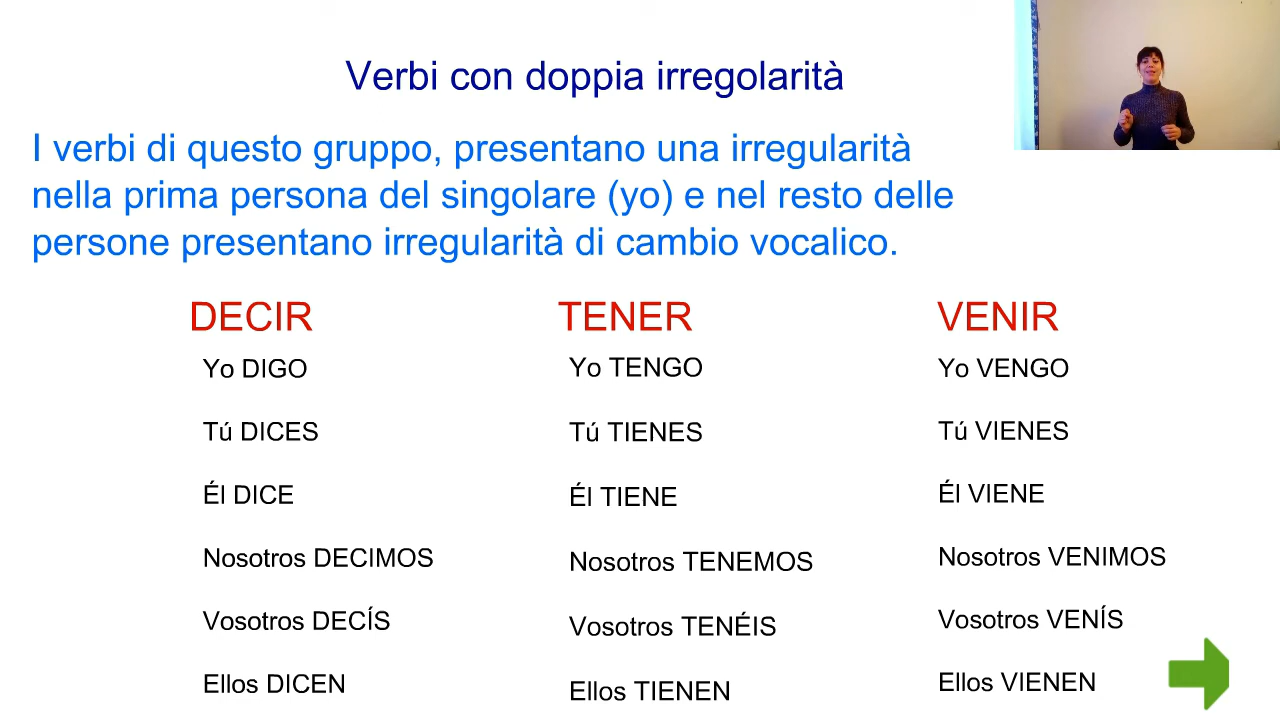 Verbi con doppia irregolarità
I verbi di questo gruppo, presentano una irregularità
nella prima persona del singolare (yo) e nel resto delle
persone presentano irregularità di cambio vocalico.
DECIR
Yo DIGO
Tú DICES
Él DICE
Nosotros DECIMOS
Vosotros DECÍS
Ellos DICEN
TENER
Yo TENGO
Tú TIENES
Él TIENE
Nosotros TENEMOS
Vosotros TENÉIS
Ellos TIENEN
VENIR
Yo VENGO
Tú VIENES
Él VIENE
Nosotros VENIMOS
Vosotros VENÍS
Ellos VIENEN